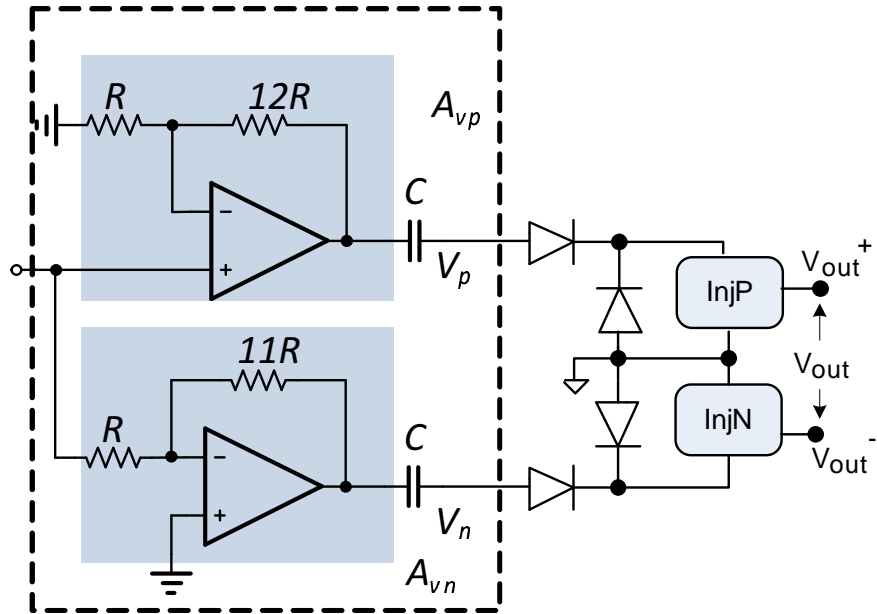 R
12R
A_vp
C
V_p
−
+
InjP
V_out^+
V_out
11R
R
C
V_n
−
+
InjN
V_out^-
A_vn